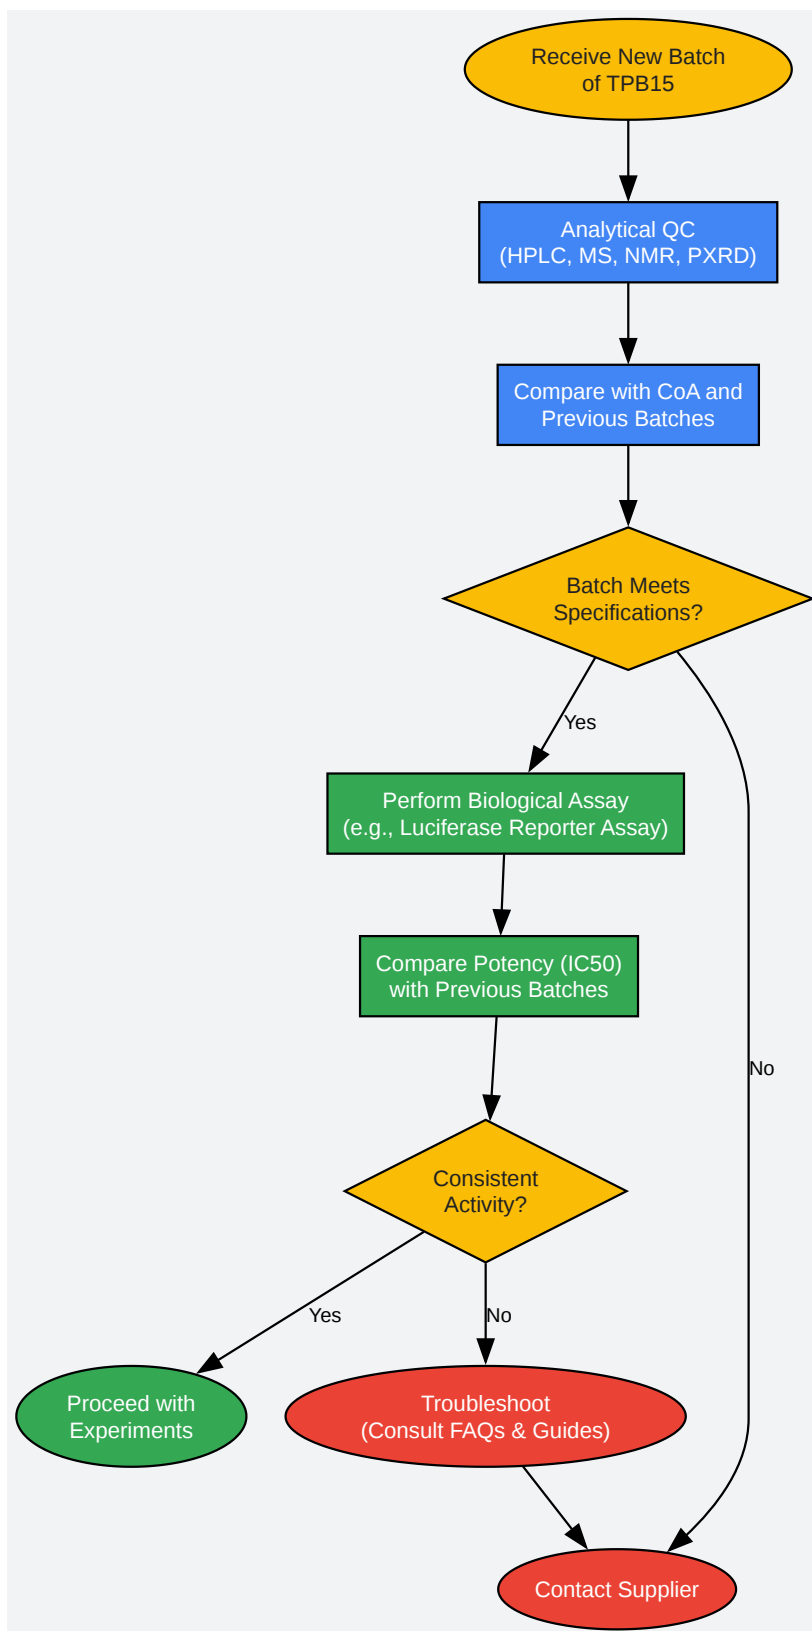 Receive New Batch
of TPB15
Analytical QC
(HPLC, MS, NMR, PXRD)
Compare with CoA and
Previous Batches
Batch Meets
Specifications?
Yes
Perform Biological Assay
(e.g., Luciferase Reporter Assay)
Compare Potency (IC50)
with Previous Batches
No
Consistent
Activity?
Yes
No
Proceed with
Experiments
Troubleshoot
(Consult FAQs & Guides)
Contact Supplier